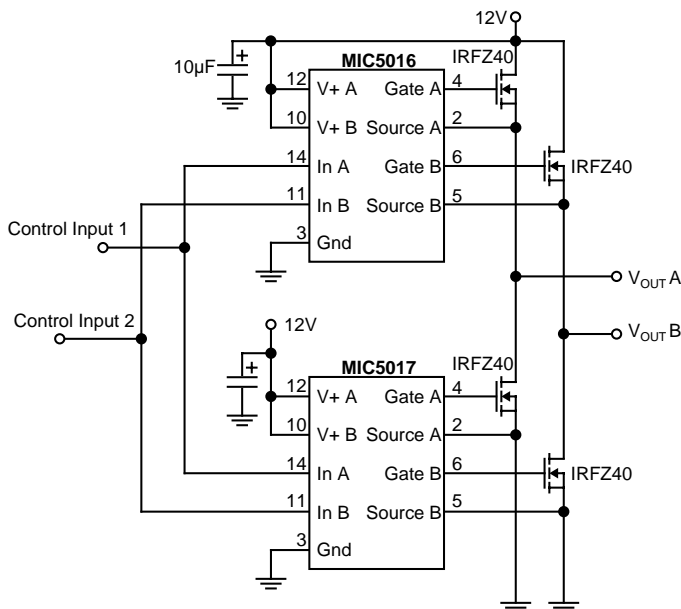 12V
MIC5016
IRFZ40
10µF
+
12 V+ A Gate A 4
10 V+ B Source A 2
14 In A Gate B 6
IRFZ40
11 In B Source B 5
3 Gnd
Control Input 1
VOUT A
Control Input 2
12V
VOUT B
MIC5017
IRFZ40
+
12 V+ A Gate A 4
10 V+ B Source A 2
14 In A Gate B 6
IRFZ40
11 In B Source B 5
3 Gnd